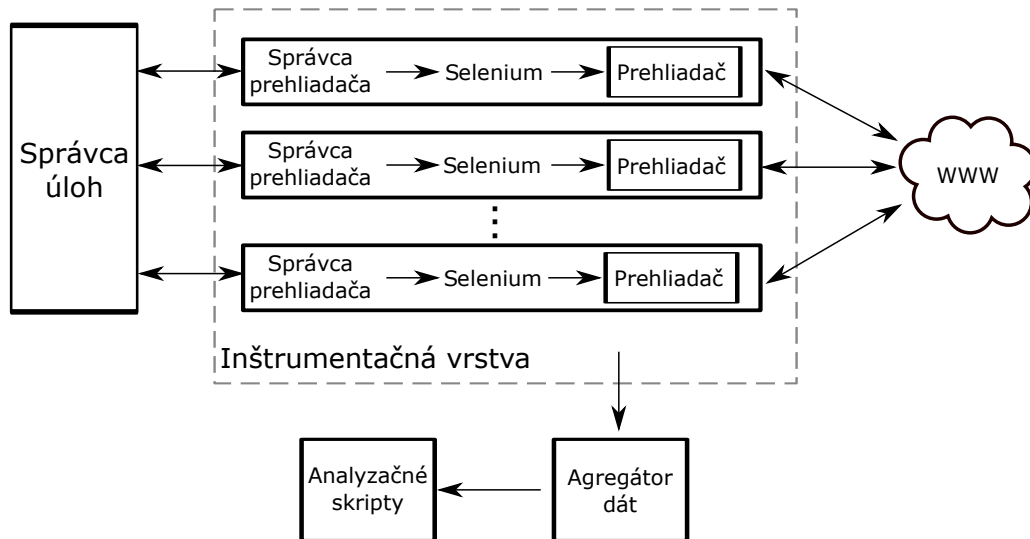 Správca
úloh
Správca
prehliadača
Selenium
Prehliadač
Správca
prehliadača
Selenium
Prehliadač
Správca
prehliadača
Selenium
Prehliadač
WWW
Inštrumentačná vrstva
Analyzačné
skripty
Agregátor
dát